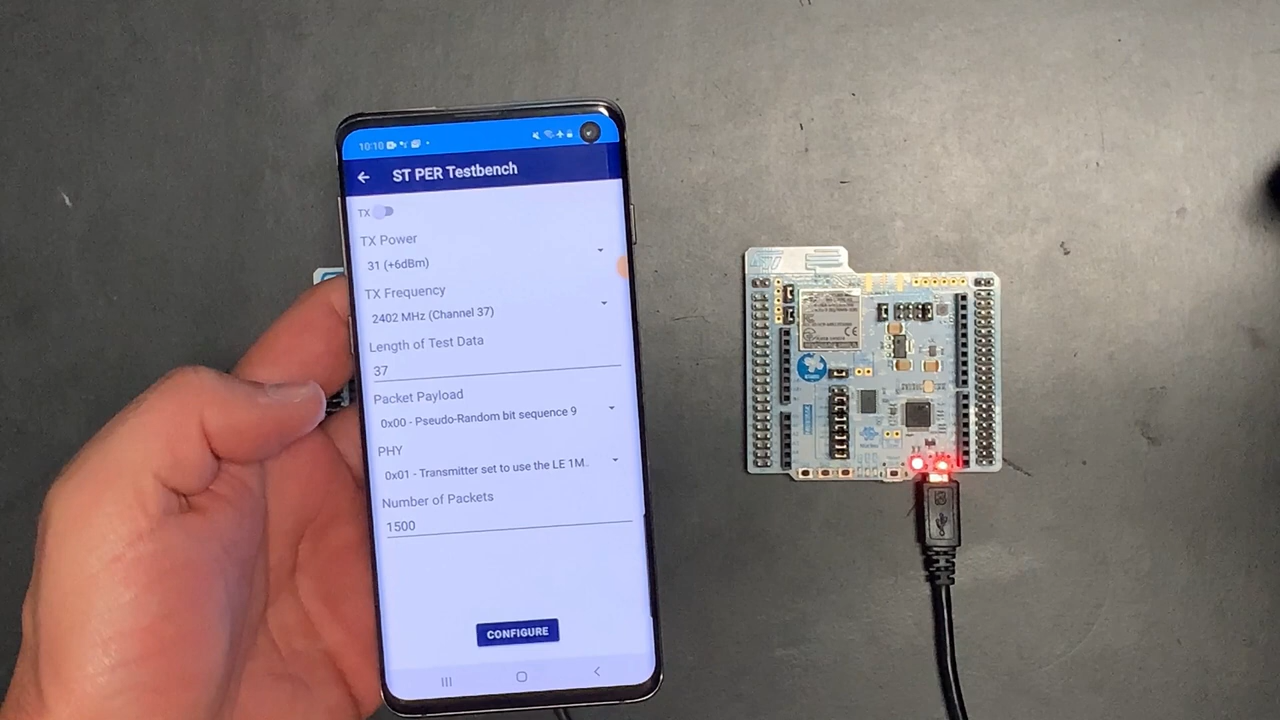 10:10
ST PER Testbench
TX
TX Power
31 (+6dBm)
TX Frequency
2402 MHz (Channel 37)
Length of Test Data
37
Packet Payload
0x00 - Pseudo-Random bit sequence 9
PHY
0x01 - Transmitter set to use the LE 1M..
Number of Packets
1500
CONFIGURE